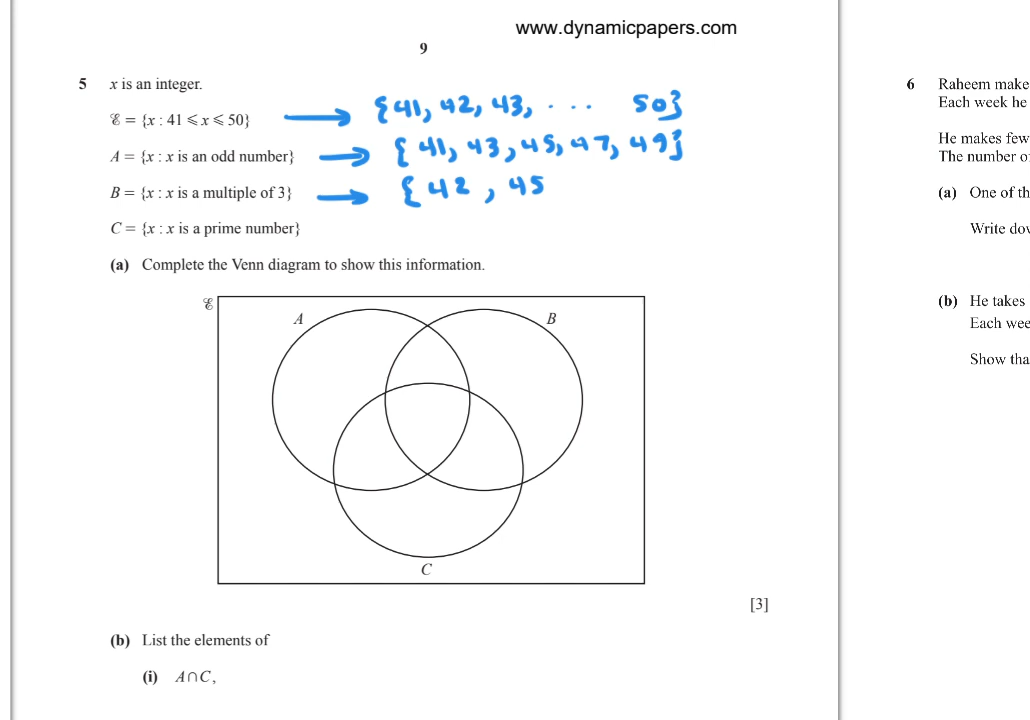 www.dynamicpapers.com
9
5 x is an integer.
ℰ = {x : 41 ⩽ x ⩽ 50} → {41, 42, 43, ... 50}
A = {x : x is an odd number} → {41, 43, 45, 47, 49}
B = {x : x is a multiple of 3} → {42, 45
C = {x : x is a prime number}
(a) Complete the Venn diagram to show this information.
ℰ
A
B
C
[3]
(b) List the elements of
(i) A∩C,
6 Raheem make
Each week he
He makes few
The number o
(a) One of th
Write dov
(b) He takes
Each wee
Show tha